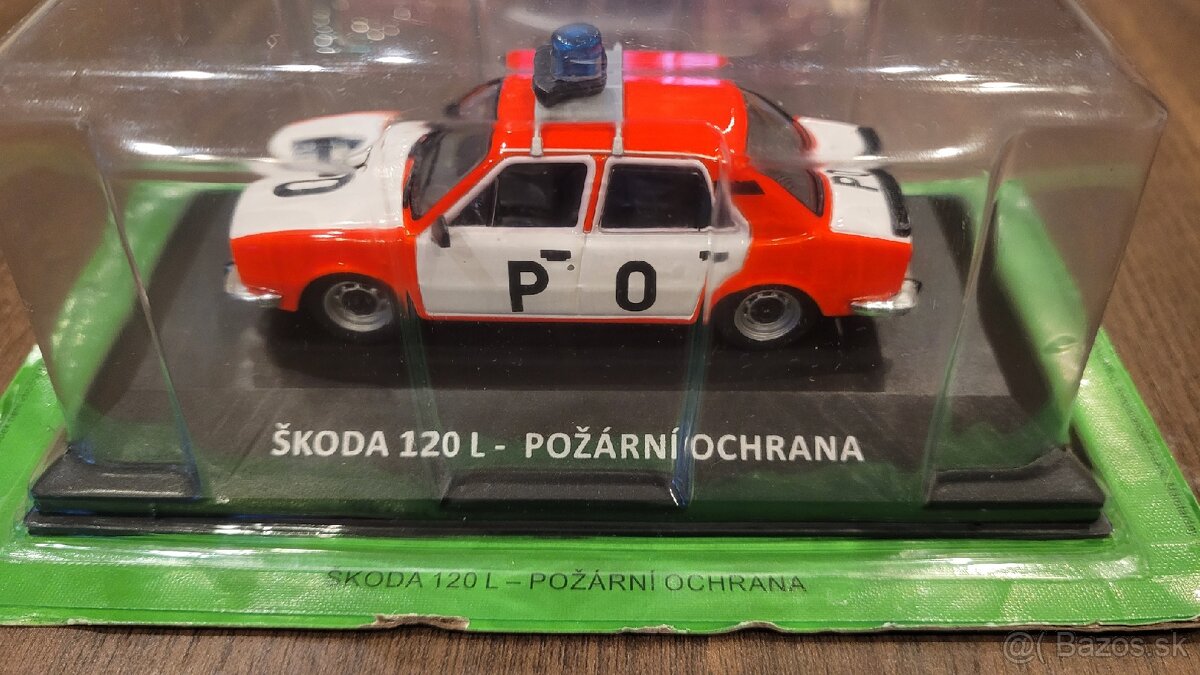 P O
ŠKODA 120 L - POŽÁRNÍ OCHRANA
ŠKODA 120 L – POŽÁRNÍ OCHRANA
@( Bazos.sk